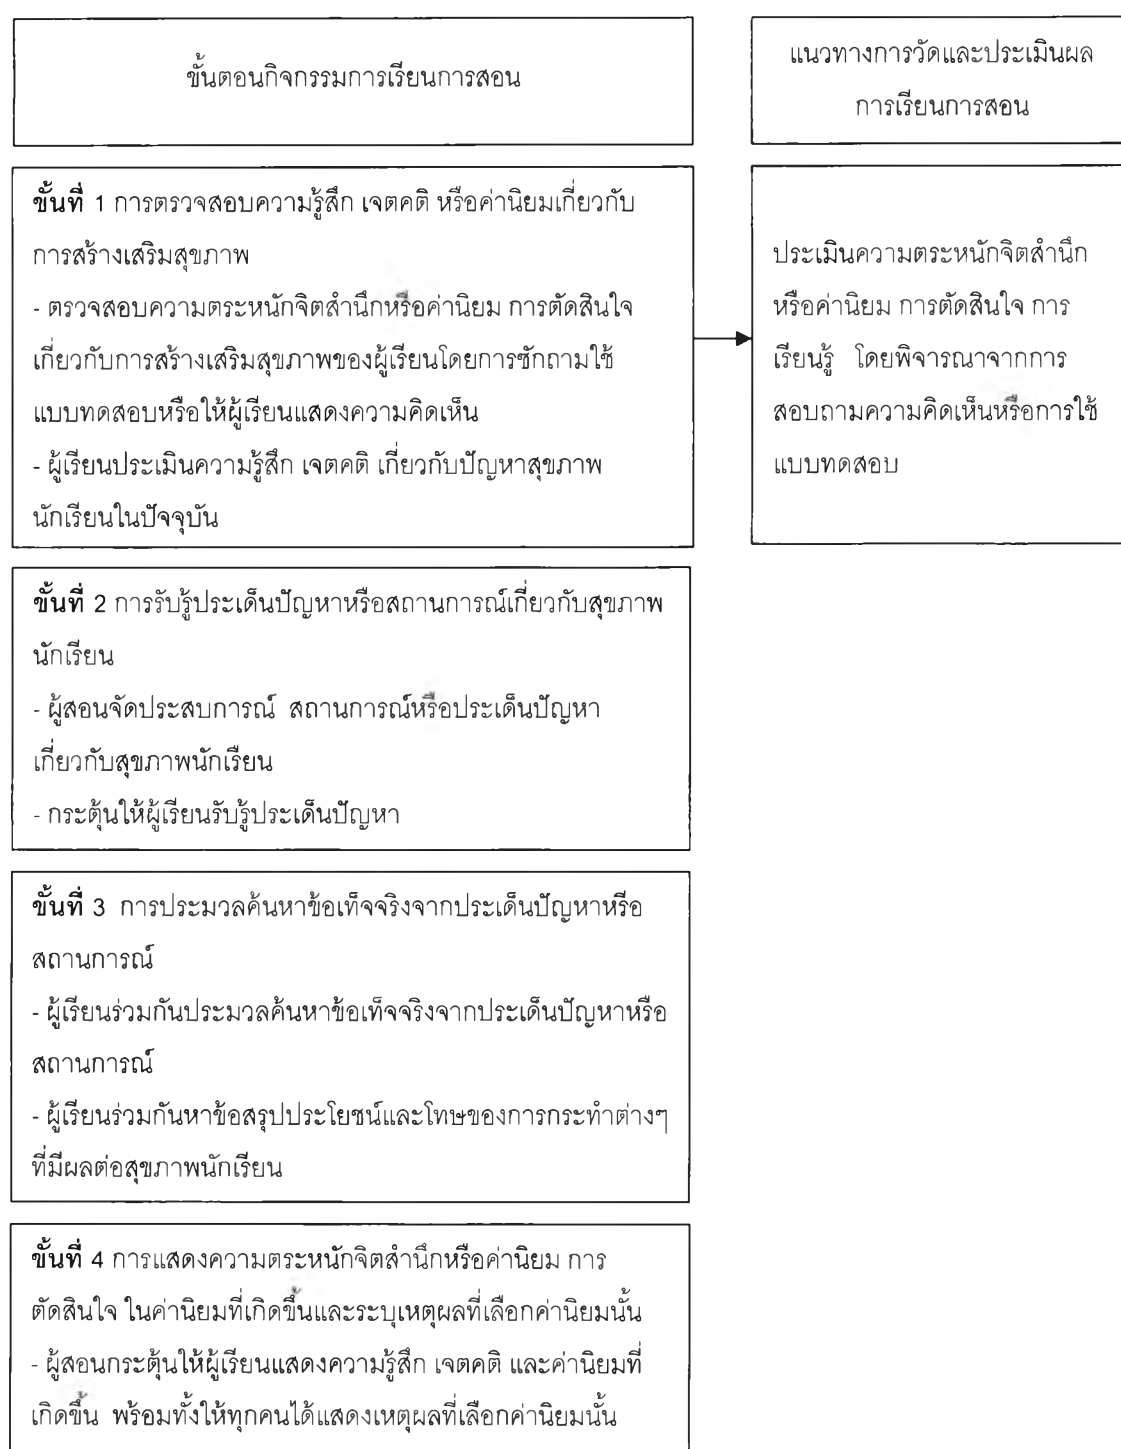 ขั้นตอนกิจกรรมการเรียนการสอน
แนวทางการวัดและประเมินผล
การเรียนการสอน
ขั้นที่ 1 การตรวจสอบความรู้สึก เจตคติ หรือค่านิยมเกี่ยวกับ
การสร้างเสริมสุขภาพ
- ตรวจสอบความตระหนักจิตสำนึกหรือค่านิยม การตัดสินใจ
เกี่ยวกับการสร้างเสริมสุขภาพของผู้เรียนโดยการซักถามใช้
แบบทดสอบหรือให้ผู้เรียนแสดงความคิดเห็น
- ผู้เรียนประเมินความรู้สึก เจตคติ เกี่ยวกับปัญหาสุขภาพ
นักเรียนในปัจจุบัน
ประเมินความตระหนักจิตสำนึก
หรือค่านิยม การตัดสินใจ การ
เรียนรู้ โดยพิจารณาจากการ
สอบถามความคิดเห็นหรือการใช้
แบบทดสอบ
ขั้นที่ 2 การรับรู้ประเด็นปัญหาหรือสถานการณ์เกี่ยวกับสุขภาพ
นักเรียน
- ผู้สอนจัดประสบการณ์ สถานการณ์หรือประเด็นปัญหา
เกี่ยวกับสุขภาพนักเรียน
- กระตุ้นให้ผู้เรียนรับรู้ประเด็นปัญหา
ขั้นที่ 3 การประมวลค้นหาข้อเท็จจริงจากประเด็นปัญหาหรือ
สถานการณ์
- ผู้เรียนร่วมกันประมวลค้นหาข้อเท็จจริงจากประเด็นปัญหาหรือ
สถานการณ์
- ผู้เรียนร่วมกันหาข้อสรุปประโยชน์และโทษของการกระทำต่างๆ
ที่มีผลต่อสุขภาพนักเรียน
ขั้นที่ 4 การแสดงความตระหนักจิตสำนึกหรือค่านิยม การ
ตัดสินใจ ในค่านิยมที่เกิดขึ้นและระบุเหตุผลที่เลือกค่านิยมนั้น
- ผู้สอนกระตุ้นให้ผู้เรียนแสดงความรู้สึก เจตคติ และค่านิยมที่
เกิดขึ้น พร้อมทั้งให้ทุกคนได้แสดงเหตุผลที่เลือกค่านิยมนั้น